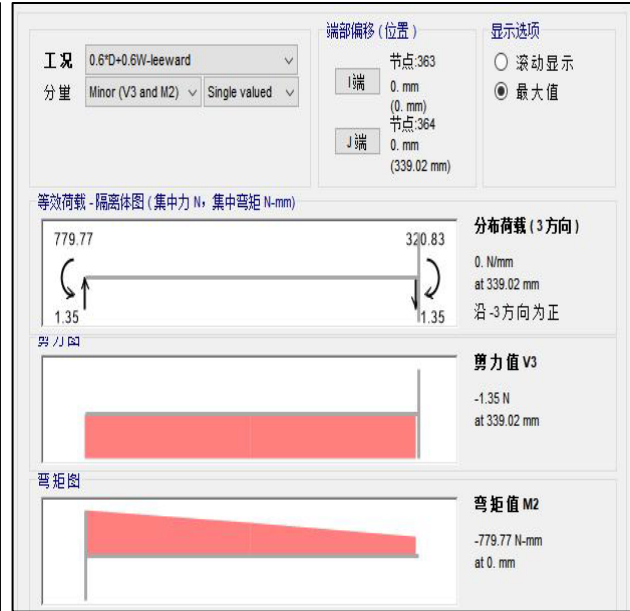 端部偏移（位置）
显示选项
工况 0.6*D+0.6W-leeward
分量 Minor (V3 and M2) Single valued
I端
节点:363
0. mm
(0. mm)
J端
节点:364
0. mm
(339.02 mm)
滚动显示
最大值
等效荷载 - 隔离体图 (集中力 N，集中弯矩 N-mm)
779.77
320.83
1.35
1.35
分布荷载 (3方向)
0. N/mm
at 339.02 mm
沿-3方向为正
剪力图
剪力值 V3
-1.35 N
at 339.02 mm
弯矩图
弯矩值 M2
-779.77 N-mm
at 0. mm